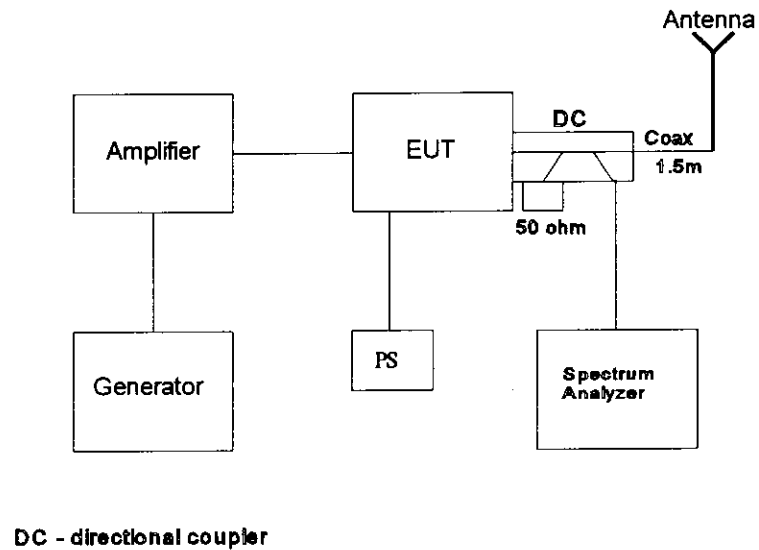 Antenna
DC
Amplifier
EUT
Coax
1.5m
50 ohm
Generator
PS
Spectrum
Analyzer
DC - directional coupler